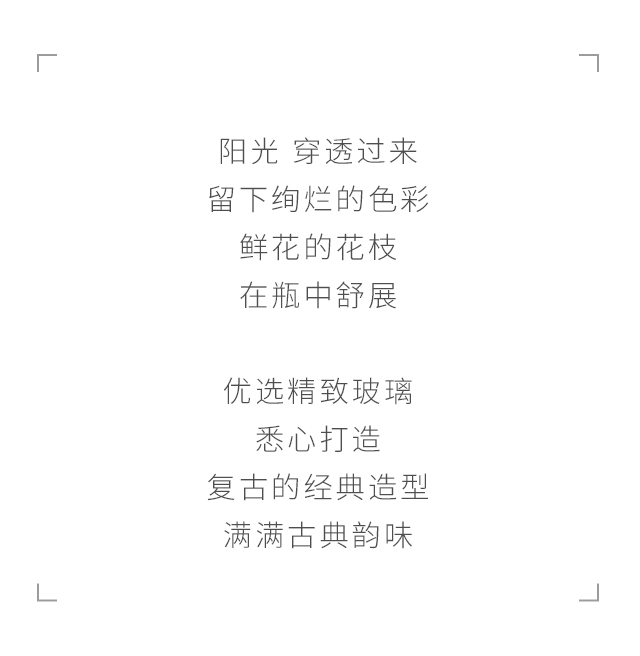 阳光 穿透过来
留下绚烂的色彩
鲜花的花枝
在瓶中舒展
优选精致玻璃
悉心打造
复古的经典造型
满满古典韵味